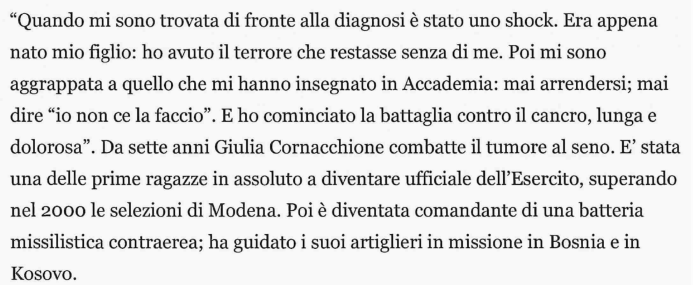 “Quando mi sono trovata di fronte alla diagnosi è stato uno shock. Era appena
nato mio figlio: ho avuto il terrore che restasse senza di me. Poi mi sono
aggrappata a quello che mi hanno insegnato in Accademia: mai arrendersi; mai
dire “io non ce la faccio”. E ho cominciato la battaglia contro il cancro, lunga e
dolorosa”. Da sette anni Giulia Cornacchione combatte il tumore al seno. E’ stata
una delle prime ragazze in assoluto a diventare ufficiale dell’Esercito, superando
nel 2000 le selezioni di Modena. Poi è diventata comandante di una batteria
missilistica contraerea; ha guidato i suoi artiglieri in missione in Bosnia e in
Kosovo.